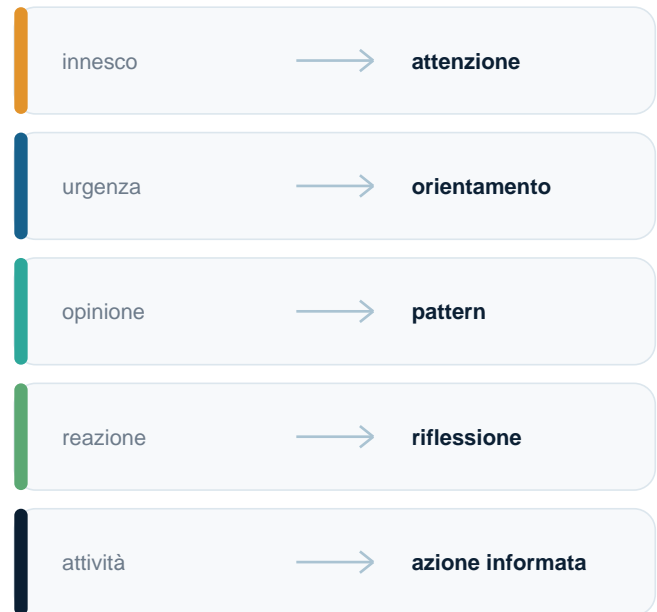 innesco → attenzione
urgenza → orientamento
opinione → pattern
reazione → riflessione
attività → azione informata